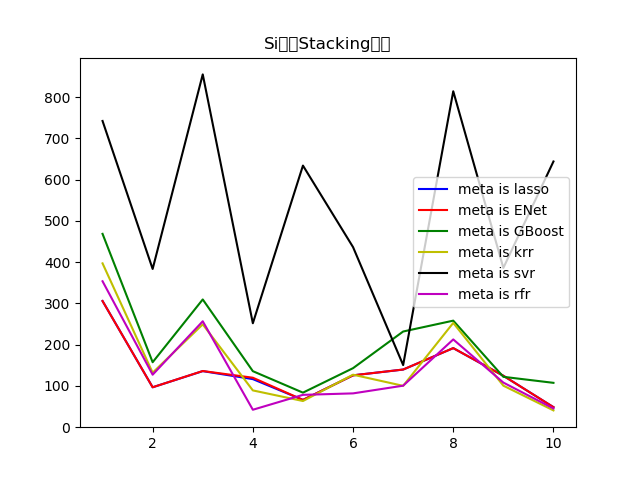 Si▯▯Stacking▯▯
800
700
600
500
400
300
200
100
0
2
4
6
8
10
meta is lasso
meta is ENet
meta is GBoost
meta is krr
meta is svr
meta is rfr